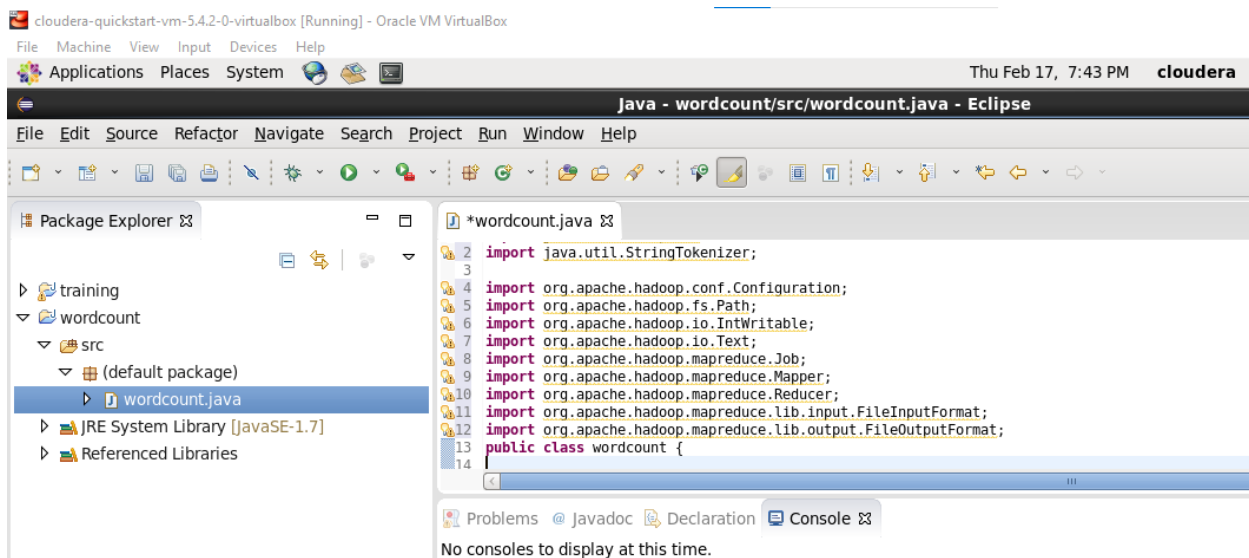 cloudera-quickstart-vm-5.4.2-0-virtualbox [Running] - Oracle VM VirtualBox
File Machine View Input Devices Help
Applications Places System Thu Feb 17, 7:43 PM cloudera
Java - wordcount/src/wordcount.java - Eclipse
File Edit Source Refactor Navigate Search Project Run Window Help
Package Explorer
training
wordcount
src
(default package)
wordcount.java
JRE System Library [JavaSE-1.7]
Referenced Libraries
*wordcount.java
2 import java.util.StringTokenizer;
3
4 import org.apache.hadoop.conf.Configuration;
5 import org.apache.hadoop.fs.Path;
6 import org.apache.hadoop.io.IntWritable;
7 import org.apache.hadoop.io.Text;
8 import org.apache.hadoop.mapreduce.Job;
9 import org.apache.hadoop.mapreduce.Mapper;
10 import org.apache.hadoop.mapreduce.Reducer;
11 import org.apache.hadoop.mapreduce.lib.input.FileInputFormat;
12 import org.apache.hadoop.mapreduce.lib.output.FileOutputFormat;
13 public class wordcount {
14
Problems @ Javadoc Declaration Console
No consoles to display at this time.